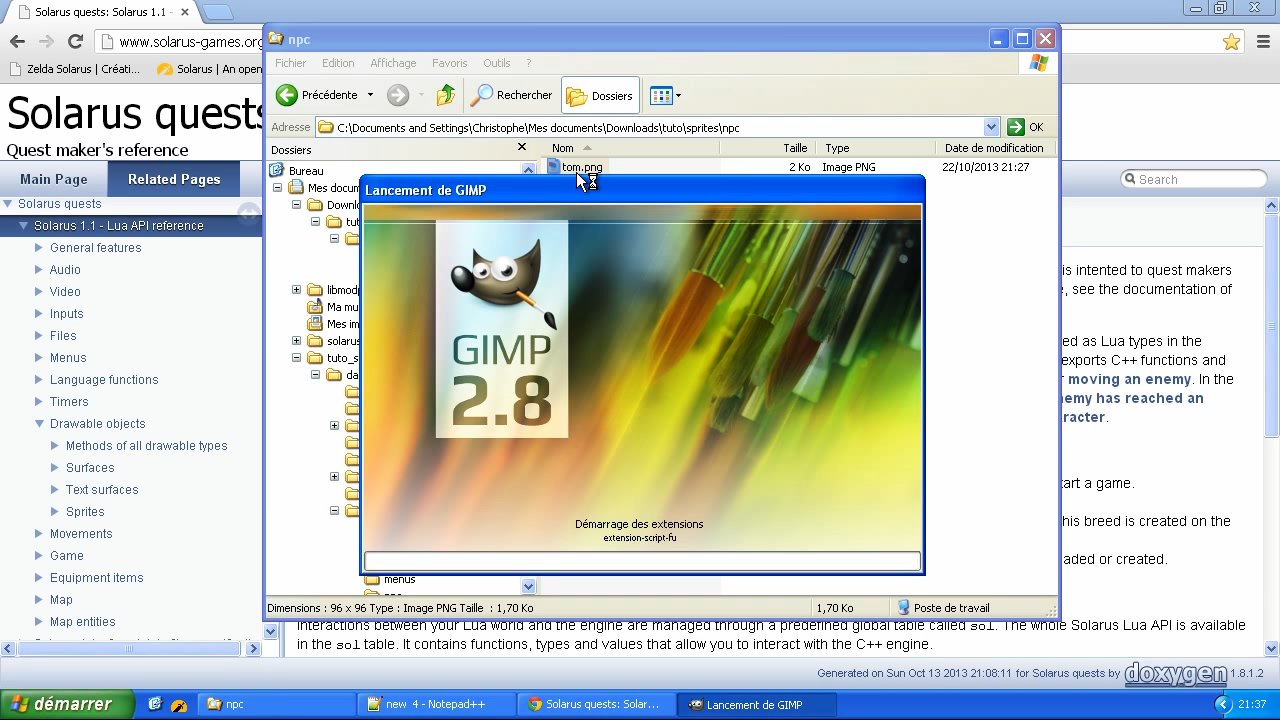 Solarus quests: Solarus 1.1 -
www.solarus-games.org
Zelda Solarus | Créati...
Solarus | An open
Solarus quests
Quest maker's reference
Main Page
Related Pages
Search
Solarus quests
Solarus 1.1 - Lua API reference
General features
Audio
Video
Inputs
Files
Menus
Language functions
Timers
Drawable objects
Methods of all drawable types
Surfaces
Text surfaces
Sprites
Movements
Game
Equipment items
Map
Map entities
npc
Fichier
Affichage
Favoris
Outils
?
Précédente
Rechercher
Dossiers
Adresse
C:\Documents and Settings\Christophe\Mes documents\Downloads\tuto\sprites\npc
OK
Dossiers
Nom
Taille
Type
Date de modification
Bureau
tom.png
2 Ko
Image PNG
22/10/2013 21:27
Mes docum
Downlo
tut
libmodp
Ma mu
Mes im
solarus
tuto_s
da
menus
Lancement de GIMP
GIMP
2.8
Démarrage des extensions
extension-script-fu
Dimensions : 96 x 96 Type : Image PNG Taille : 1,70 Ko
1,70 Ko
Poste de travail
is intented to quest makers
e, see the documentation of
ed as Lua types in the
exports C++ functions and
r moving an enemy. In the
nemy has reached an
racter.
tart a game.
his breed is created on the
aded or created.
interactions between your Lua world and the engine are managed through a predefined global table called sol. The whole Solarus Lua API is available
in the sol table. It contains functions, types and values that allow you to interact with the C++ engine.
Generated on Sun Oct 13 2013 21:08:11 for Solarus quests by doxygen 1.8.1.2
démarrer
npc
new 4 - Notepad++
Solarus quests: Solar...
Lancement de GIMP
21:37